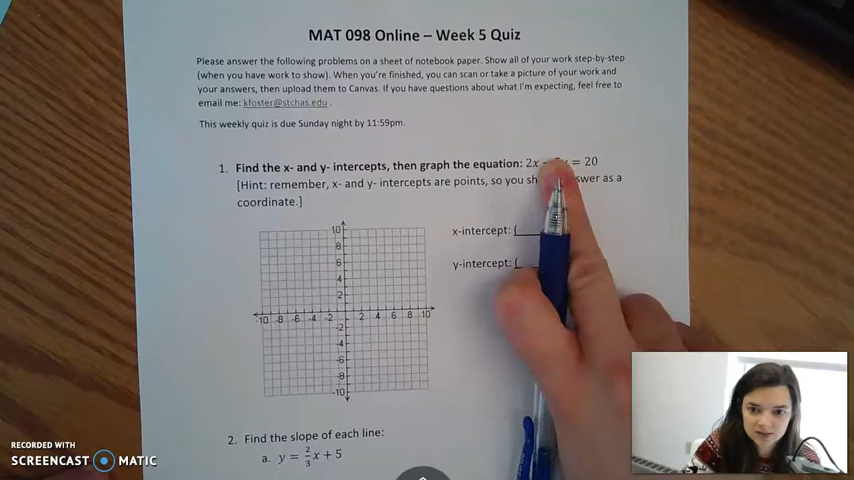 MAT 098 Online – Week 5 Quiz
Please answer the following problems on a sheet of notebook paper. Show all of your work step-by-step
(when you have work to show). When you're finished, you can scan or take a picture of your work and
your answers, then upload them to Canvas. If you have questions about what I'm expecting, feel free to
email me: kfoster@stchas.edu .
This weekly quiz is due Sunday night by 11:59pm.
1. Find the x- and y- intercepts, then graph the equation: 2x = 20
[Hint: remember, x- and y- intercepts are points, so you as a
coordinate.]
x-intercept: (
y-intercept: (
10
8
6
4
2
-10 -8 -6 -4 -2 2 4 6 8 10
-2
-4
-6
-8
-10
2. Find the slope of each line:
a. y = 2/3 x + 5
RECORDED WITH
SCREENCAST MATIC